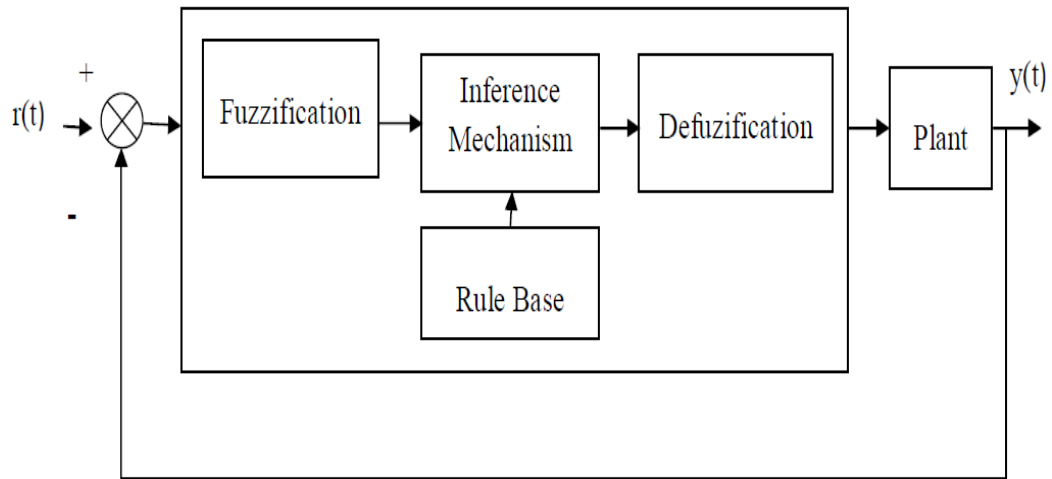 +
r(t)
-
Fuzzification
Inference
Mechanism
Defuzification
Rule Base
Plant
y(t)